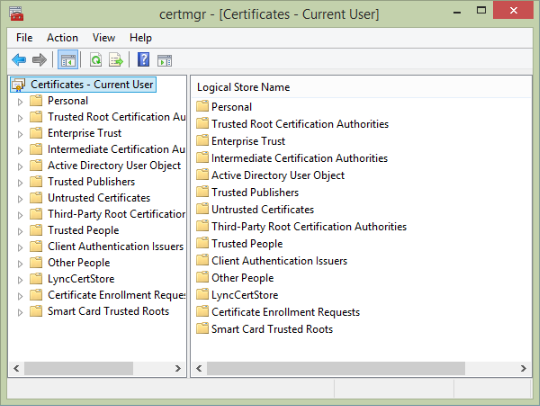 certmgr - [Certificates - Current User]
File Action View Help
Certificates - Current User
Personal
Trusted Root Certification Au
Enterprise Trust
Intermediate Certification Au
Active Directory User Object
Trusted Publishers
Untrusted Certificates
Third-Party Root Certification
Trusted People
Client Authentication Issuers
Other People
LyncCertStore
Certificate Enrollment Reques
Smart Card Trusted Roots
Logical Store Name
Personal
Trusted Root Certification Authorities
Enterprise Trust
Intermediate Certification Authorities
Active Directory User Object
Trusted Publishers
Untrusted Certificates
Third-Party Root Certification Authorities
Trusted People
Client Authentication Issuers
Other People
LyncCertStore
Certificate Enrollment Requests
Smart Card Trusted Roots